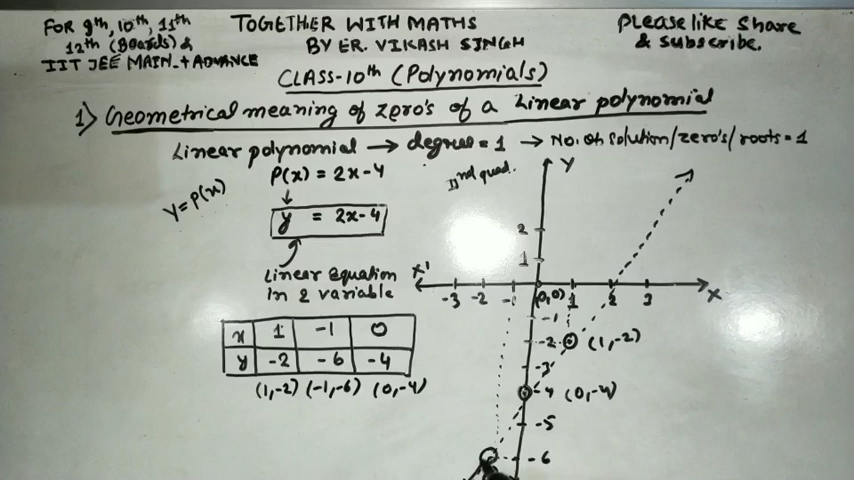 FOR 9th, 10th, 11th
12th (Boards) &
IIT JEE MAIN + ADVANCE
TOGETHER WITH MATHS
BY ER. VIKASH SINGH
Please like Share
& Subscribe.
CLASS-10th (Polynomials)
1) Geometrical meaning of zero's of a Linear polynomial
Linear polynomial → degree = 1 → No. of solution/zero's/roots = 1
P(x) = 2x-4
Y=P(x)
↓
y = 2x-4
Linear Equation
in 2 variable
x 1 -1 0
y -2 -6 -4
(1,-2) (-1,-6) (0,-4)
IInd quad.
Y
2
1
X'
-3 -2 -1 (0,0) 1 2 3
X
-1
-2 (1,-2)
-3
-4 (0,-4)
-5
-6